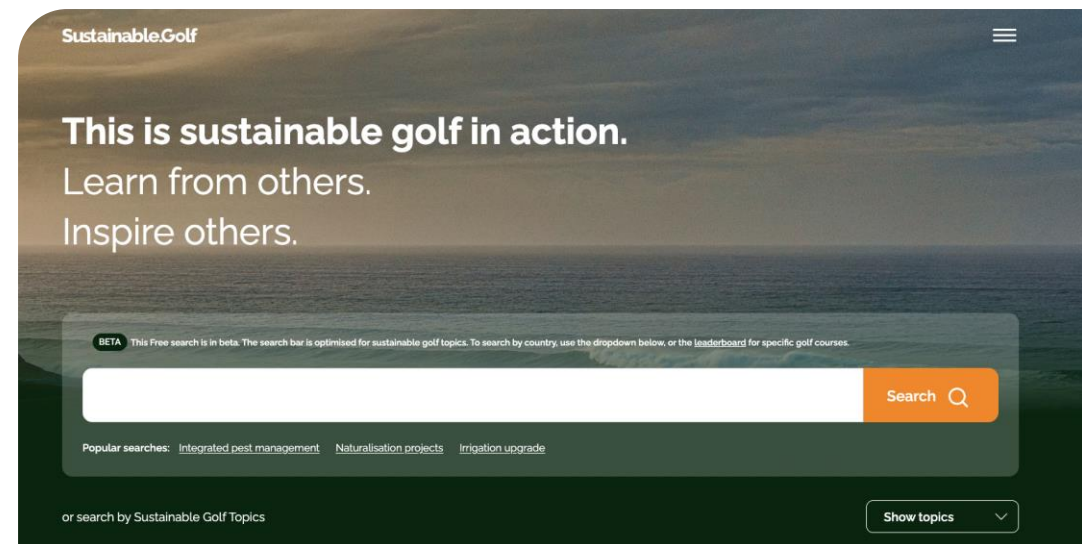 Sustainable.Golf
This is sustainable golf in action.
Learn from others.
Inspire others.
BETA This Free search is in beta. The search bar is optimised for sustainable golf topics. To search by country, use the dropdown below, or the leaderboard for specific golf courses.
Search
Popular searches: Integrated pest management Naturalisation projects Irrigation upgrade
or search by Sustainable Golf Topics
Show topics